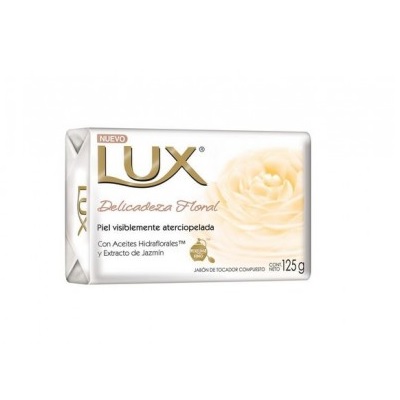 NUEVO
LUX®
Delicadeza Floral
Piel visiblemente aterciopelada
Con Aceites Hidraflorales™
y Extracto de Jazmín
JABÓN DE TOCADOR COMPUESTO
CONT.
NETO 125g